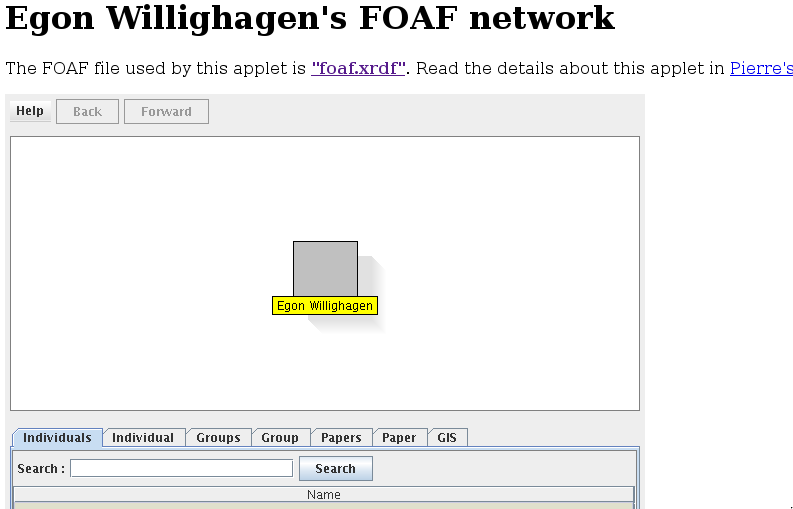 Egon Willighagen's FOAF network
The FOAF file used by this applet is "foaf.xrdf". Read the details about this applet in Pierre's
Help Back Forward
Egon Willighagen
Individuals Individual Groups Group Papers Paper GIS
Search : Search
Name